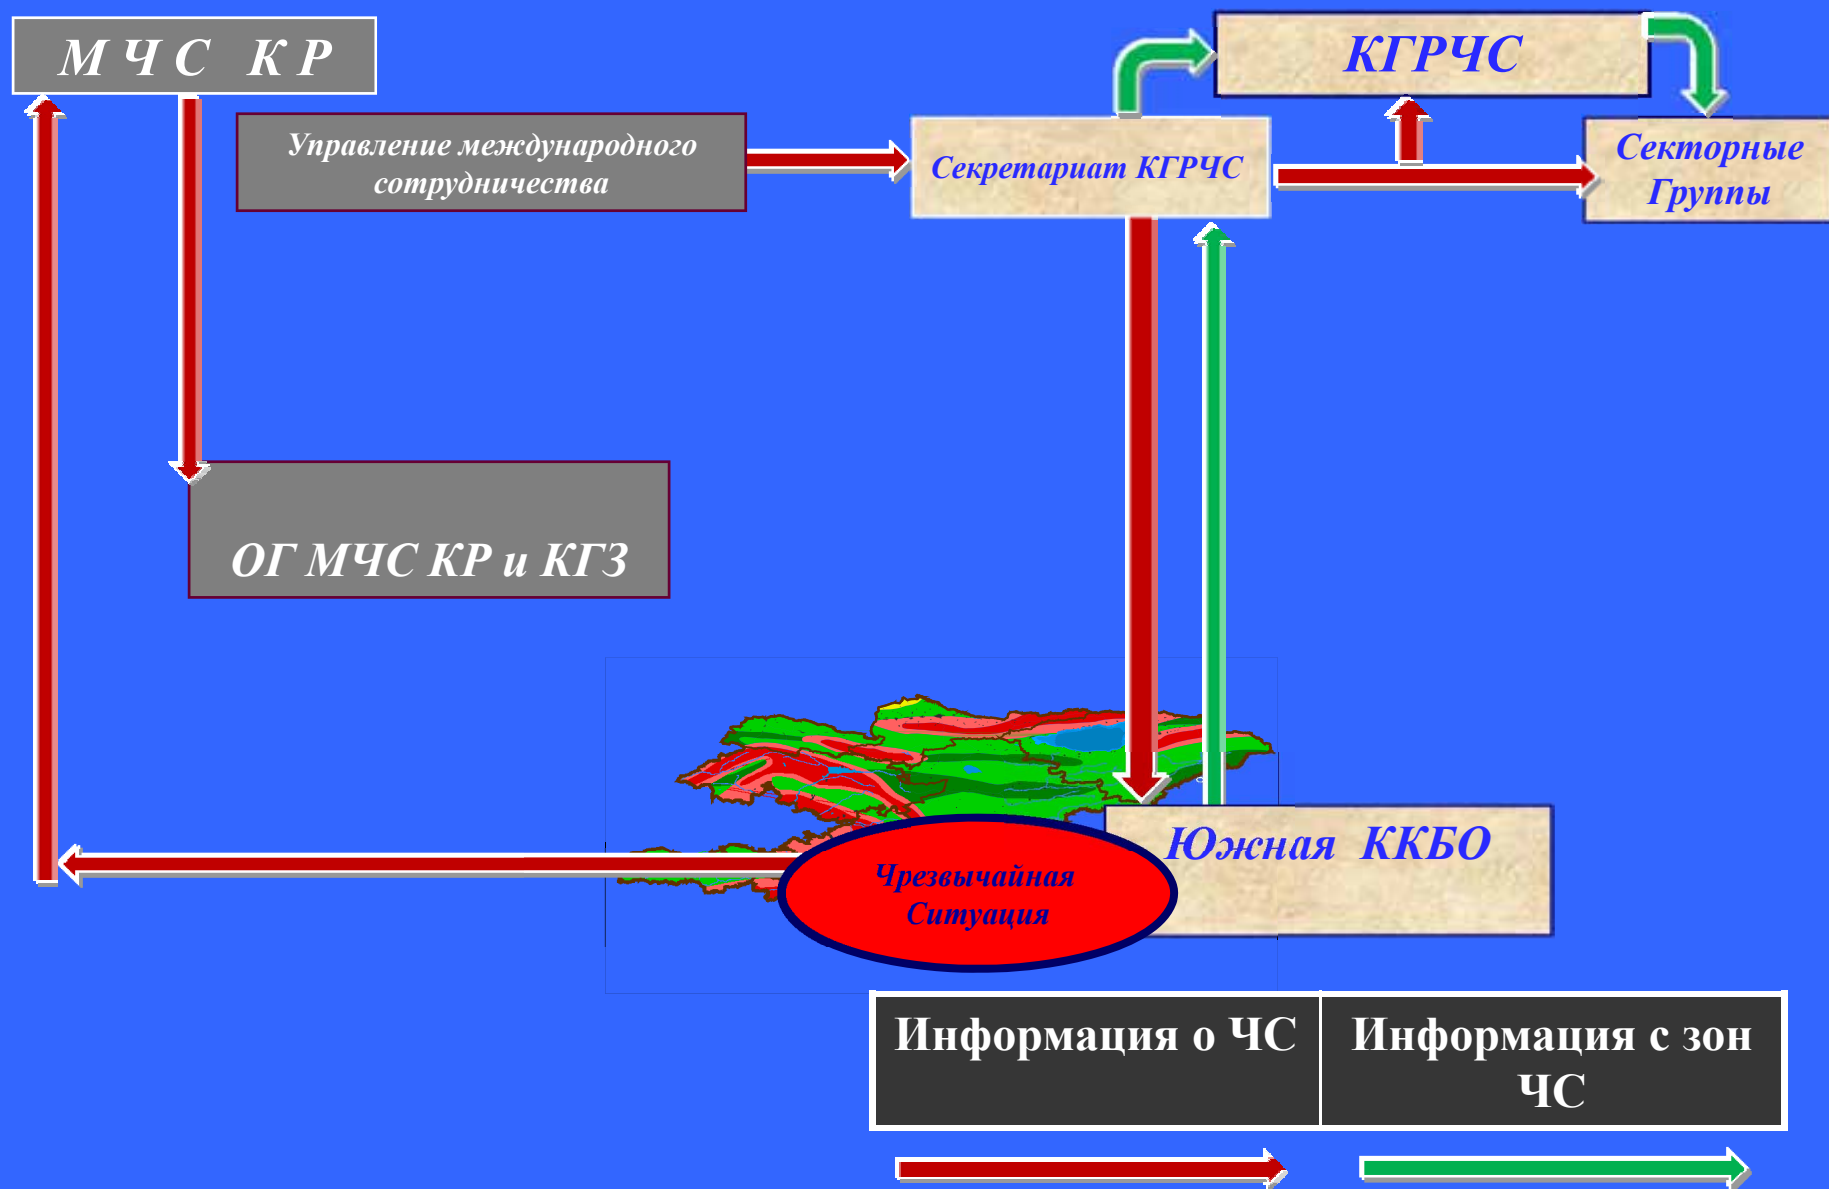 М Ч С К Р
КГРЧС
Управление международного
сотрудничества
Секретариат КГРЧС
Секторные
Группы
ОГ МЧС КР и КГЗ
Южная ККБО
Чрезвычайная
Ситуация
Информация о ЧС
Информация с зон
ЧС